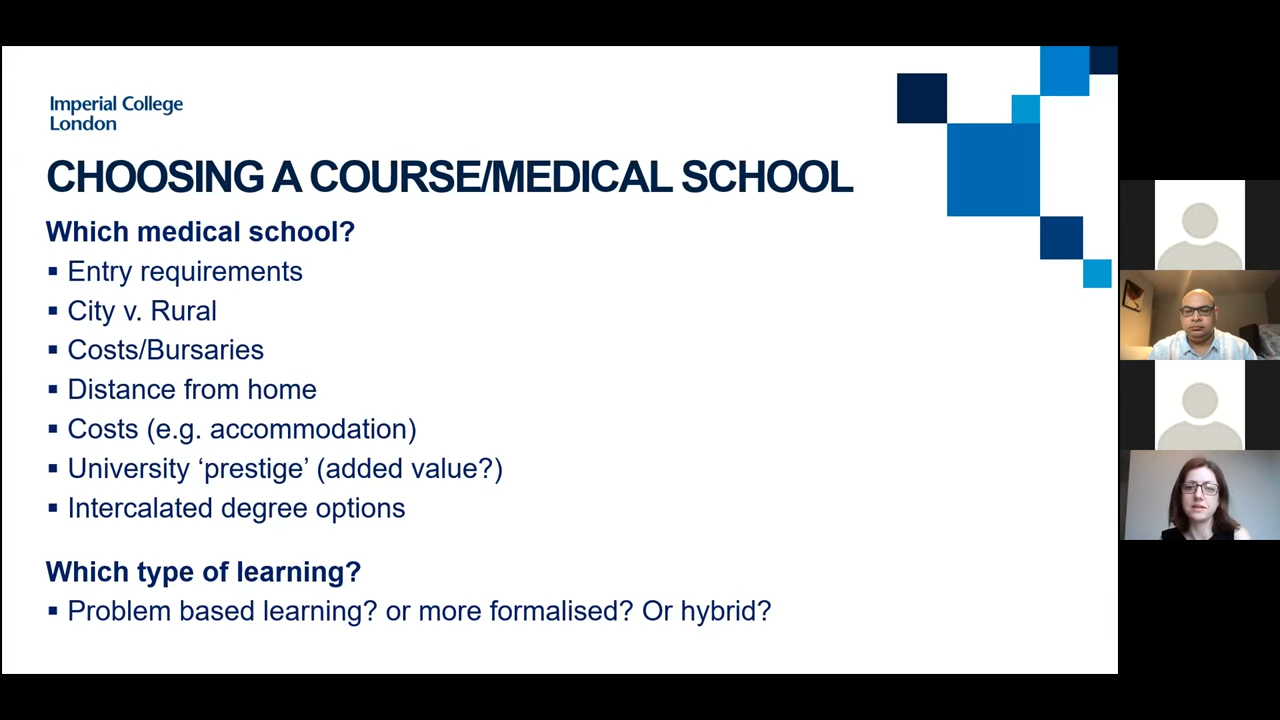 Imperial College
London
CHOOSING A COURSE/MEDICAL SCHOOL
Which medical school?
▪ Entry requirements
▪ City v. Rural
▪ Costs/Bursaries
▪ Distance from home
▪ Costs (e.g. accommodation)
▪ University ‘prestige’ (added value?)
▪ Intercalated degree options
Which type of learning?
▪ Problem based learning? or more formalised? Or hybrid?